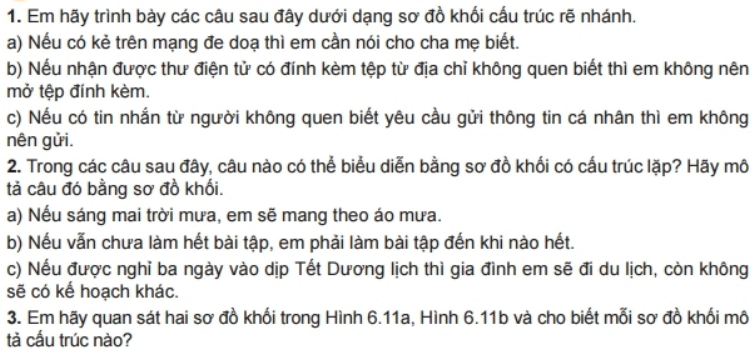 1. Em hãy trình bày các câu sau đây dưới dạng sơ đồ khối cấu trúc rẽ nhánh.
a) Nếu có kẻ trên mạng đe doạ thì em cần nói cho cha mẹ biết.
b) Nếu nhận được thư điện tử có đính kèm tệp từ địa chỉ không quen biết thì em không nên
mở tệp đính kèm.
c) Nếu có tin nhắn từ người không quen biết yêu cầu gửi thông tin cá nhân thì em không
nên gửi.
2. Trong các câu sau đây, câu nào có thể biểu diễn bằng sơ đồ khối có cấu trúc lặp? Hãy mô
tả câu đó bằng sơ đồ khối.
a) Nếu sáng mai trời mưa, em sẽ mang theo áo mưa.
b) Nếu vẫn chưa làm hết bài tập, em phải làm bài tập đến khi nào hết.
c) Nếu được nghỉ ba ngày vào dịp Tết Dương lịch thì gia đình em sẽ đi du lịch, còn không
sẽ có kế hoạch khác.
3. Em hãy quan sát hai sơ đồ khối trong Hình 6.11a, Hình 6.11b và cho biết mỗi sơ đồ khối mô
tả cấu trúc nào?